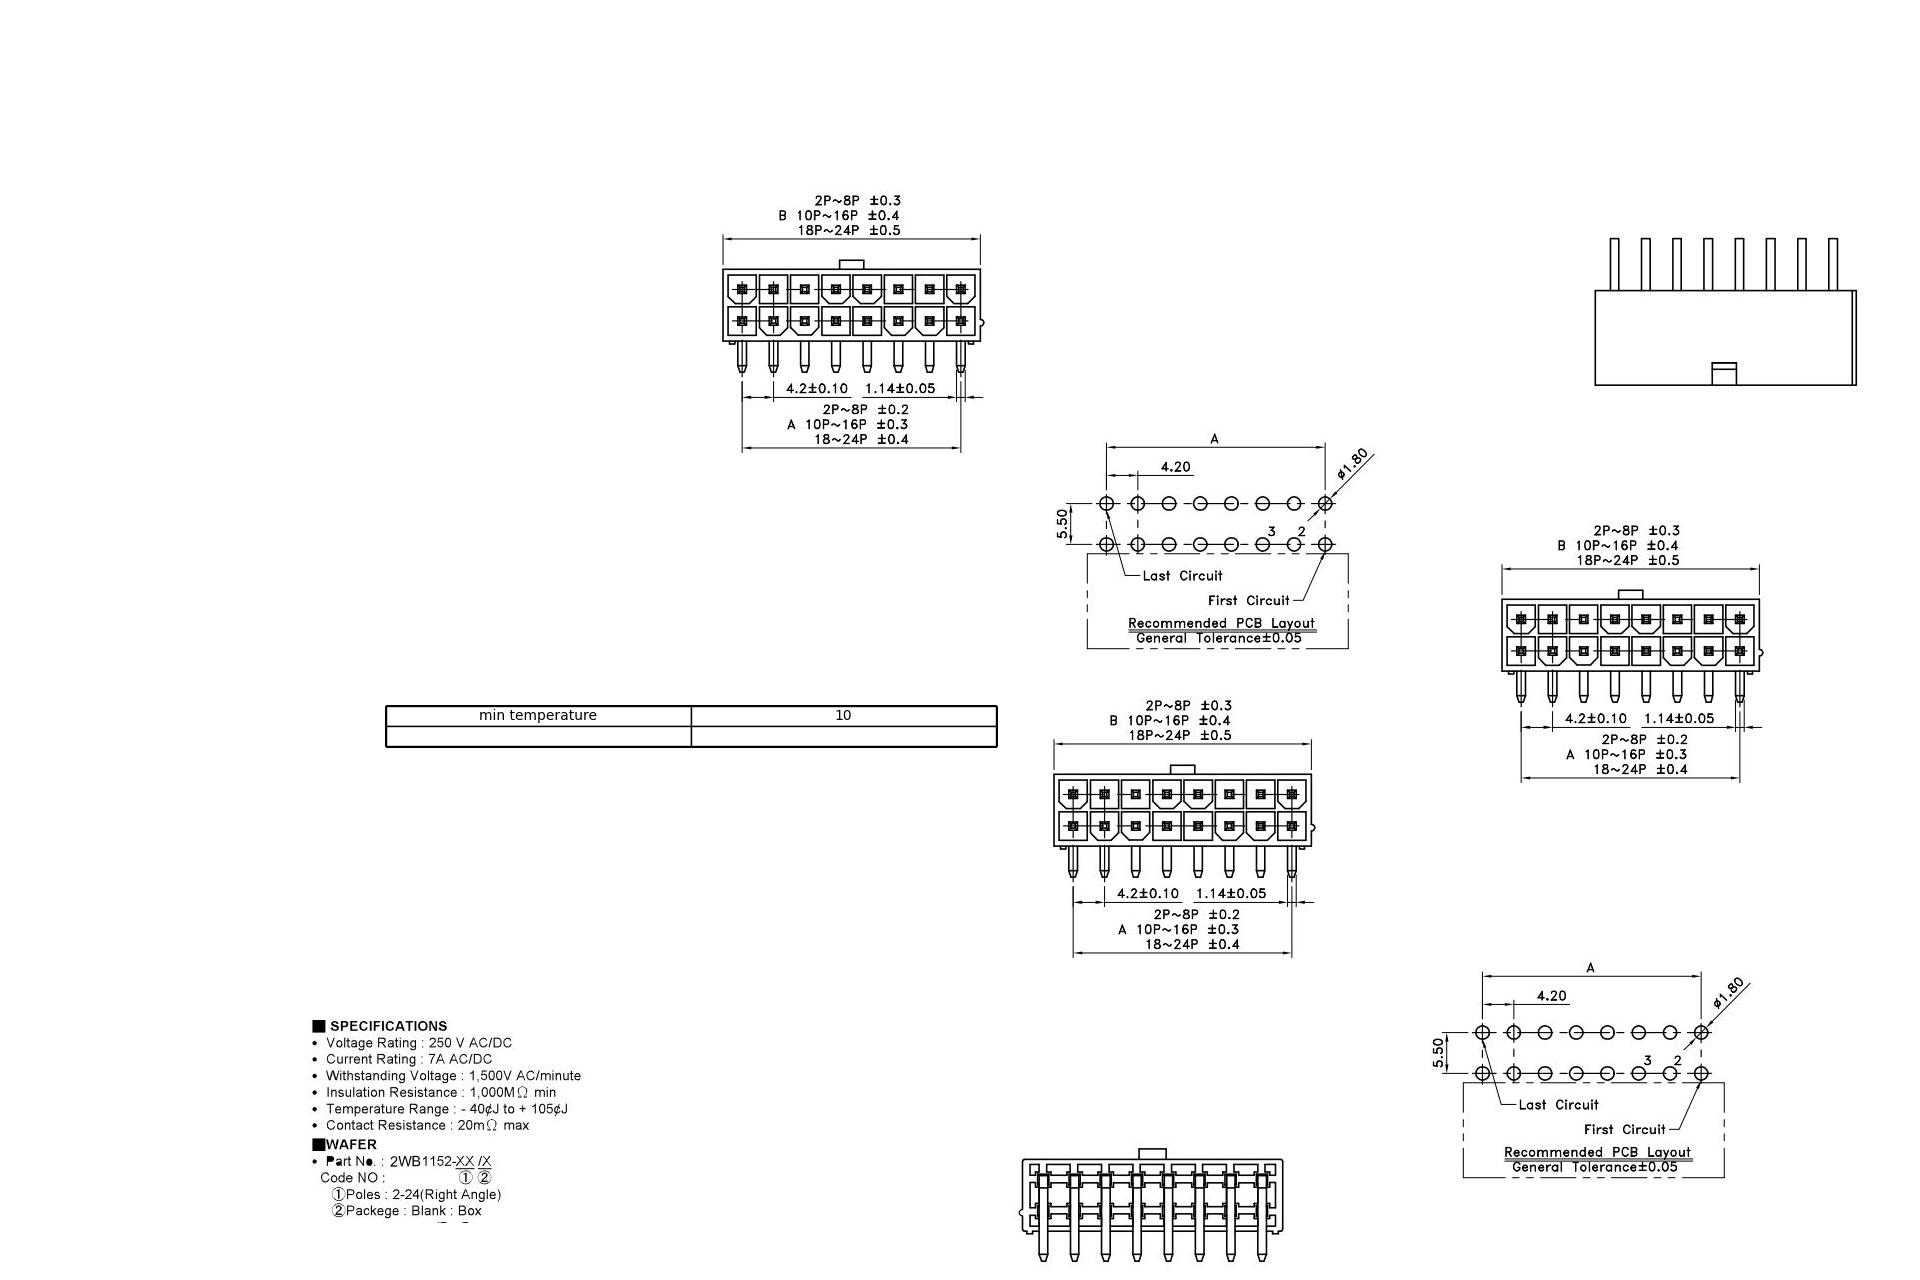 2P~8P ±0.3
B 10P~16P ±0.4
18P~24P ±0.5
4.2±0.10 1.14±0.05
2P~8P ±0.2
A 10P~16P ±0.3
18~24P ±0.4
A
4.20
ø1.80
5.50
3 2
Last Circuit
First Circuit
Recommended PCB Layout
General Tolerance±0.05
2P~8P ±0.3
B 10P~16P ±0.4
18P~24P ±0.5
4.2±0.10 1.14±0.05
2P~8P ±0.2
A 10P~16P ±0.3
18~24P ±0.4
min temperature 10
2P~8P ±0.3
B 10P~16P ±0.4
18P~24P ±0.5
4.2±0.10 1.14±0.05
2P~8P ±0.2
A 10P~16P ±0.3
18~24P ±0.4
A
4.20
ø1.80
5.50
3 2
Last Circuit
First Circuit
Recommended PCB Layout
General Tolerance±0.05
■ SPECIFICATIONS
• Voltage Rating : 250 V AC/DC
• Current Rating : 7A AC/DC
• Withstanding Voltage : 1,500V AC/minute
• Insulation Resistance : 1,000MΩ min
• Temperature Range : - 40¢J to + 105¢J
• Contact Resistance : 20mΩ max
■WAFER
• Part No. : 2WB1152-XX /X
Code NO : ① ②
①Poles : 2-24(Right Angle)
②Packege : Blank : Box